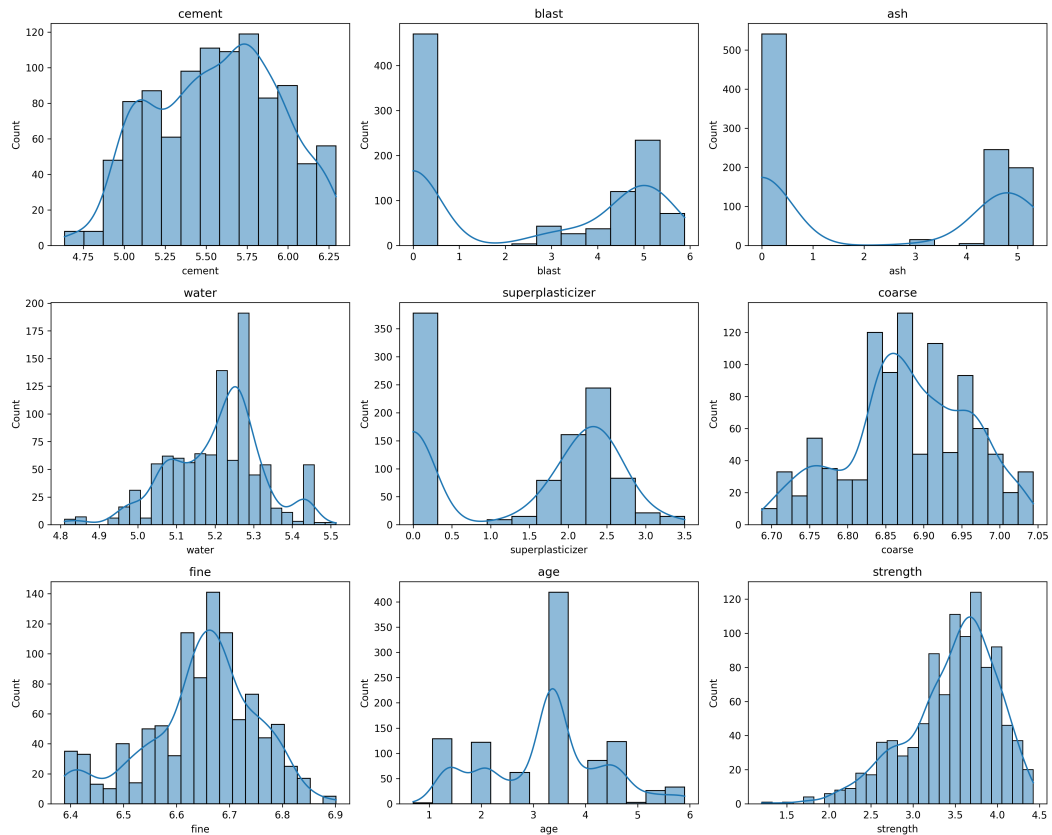 cement
Count
0 20 40 60 80 100 120
4.75 5.00 5.25 5.50 5.75 6.00 6.25
cement
blast
Count
0 100 200 300 400
0 1 2 3 4 5 6
blast
ash
Count
0 100 200 300 400 500
0 1 2 3 4 5
ash
water
Count
0 25 50 75 100 125 150 175 200
4.8 4.9 5.0 5.1 5.2 5.3 5.4 5.5
water
superplasticizer
Count
0 50 100 150 200 250 300 350
0.0 0.5 1.0 1.5 2.0 2.5 3.0 3.5
superplasticizer
coarse
Count
0 20 40 60 80 100 120
6.70 6.75 6.80 6.85 6.90 6.95 7.00 7.05
coarse
fine
Count
0 20 40 60 80 100 120 140
6.4 6.5 6.6 6.7 6.8 6.9
fine
age
Count
0 50 100 150 200 250 300 350 400
1 2 3 4 5 6
age
strength
Count
0 20 40 60 80 100 120
1.5 2.0 2.5 3.0 3.5 4.0 4.5
strength